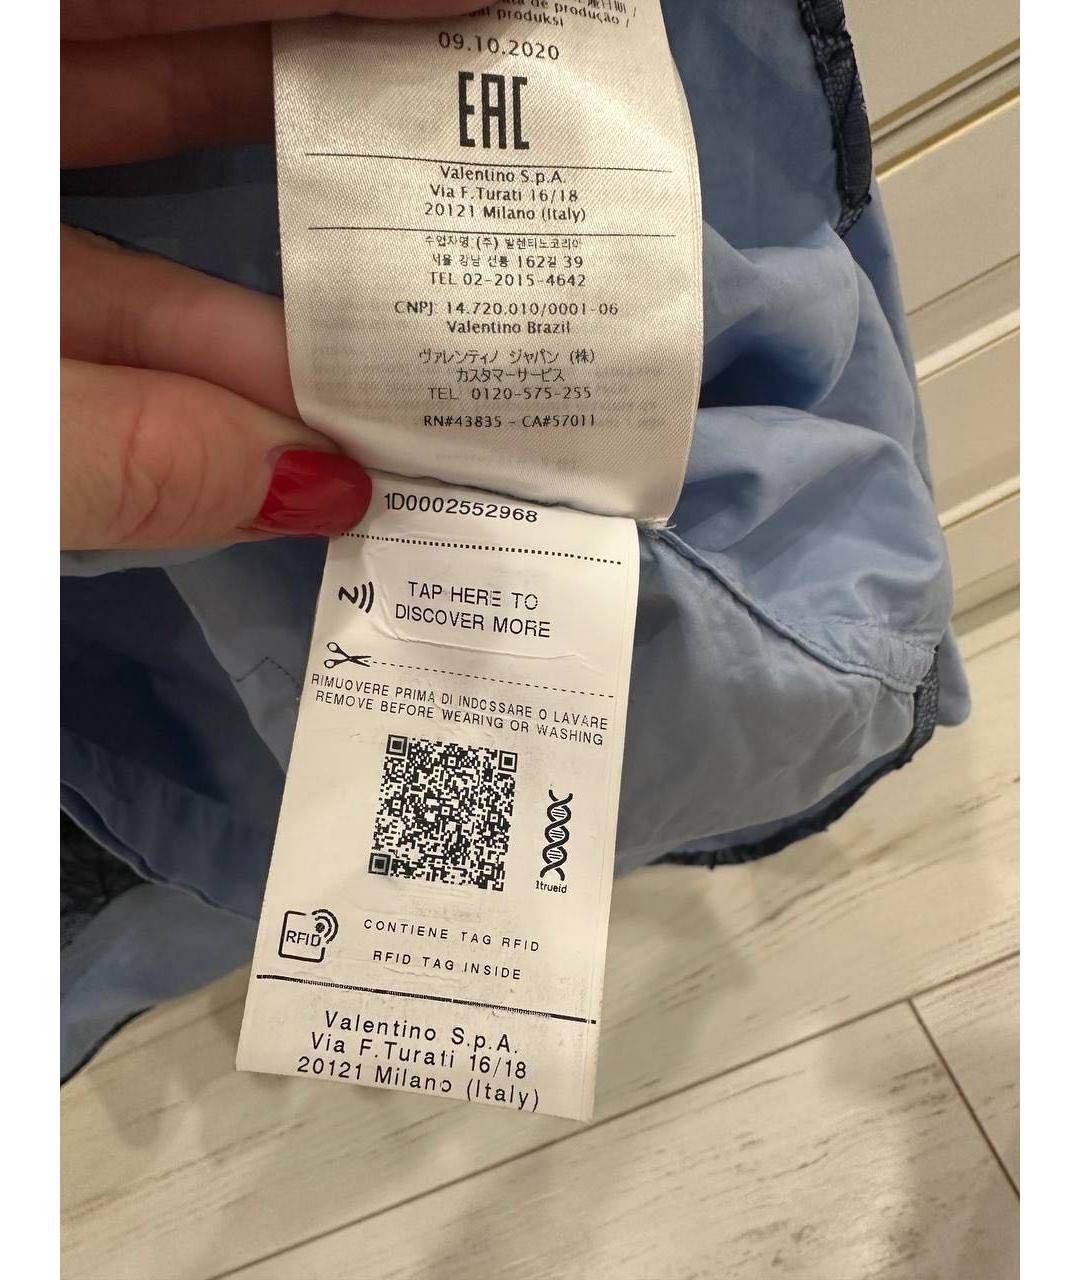 de produção /
produksi
09.10.2020
EAC
Valentino S.p.A.
Via F.Turati 16/18
20121 Milano (Italy)
수업자명:(주) 발렌티노코리아
서울 강남 선릉 162길 39
TEL 02-2015-4642
CNPJ: 14.720.010/0001-06
Valentino Brazil
ヴァレンティノ ジャパン (株)
カスタマーサービス
TEL 0120-575-255
RN#43835 - CA#57011
1D0002552968
TAP HERE TO
DISCOVER MORE
RIMUOVERE PRIMA DI INDOSSARE O LAVARE
REMOVE BEFORE WEARING OR WASHING
1trueid
RFID
CONTIENE TAG RFID
RFID TAG INSIDE
Valentino S.p.A.
Via F.Turati 16/18
20121 Milano (Italy)